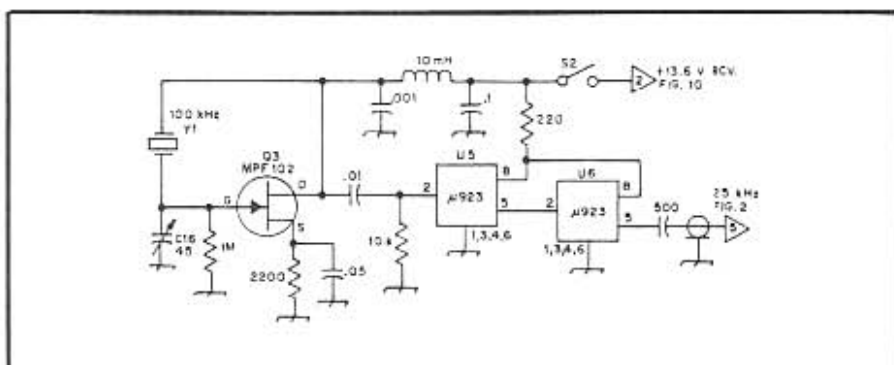 10 mH
S2
+13.6 v RCV.
FIG. 10
2
.001
.1
220
100 kHz
Y1
Q3
MPF 102
D
G
S
.01
U5
8
2
μ923
5
1,3,4,6
U6
8
2
μ923
5
1,3,4,6
500
25 kHz
FIG. 2
5
C16
45
1M
2200
.05
10 k